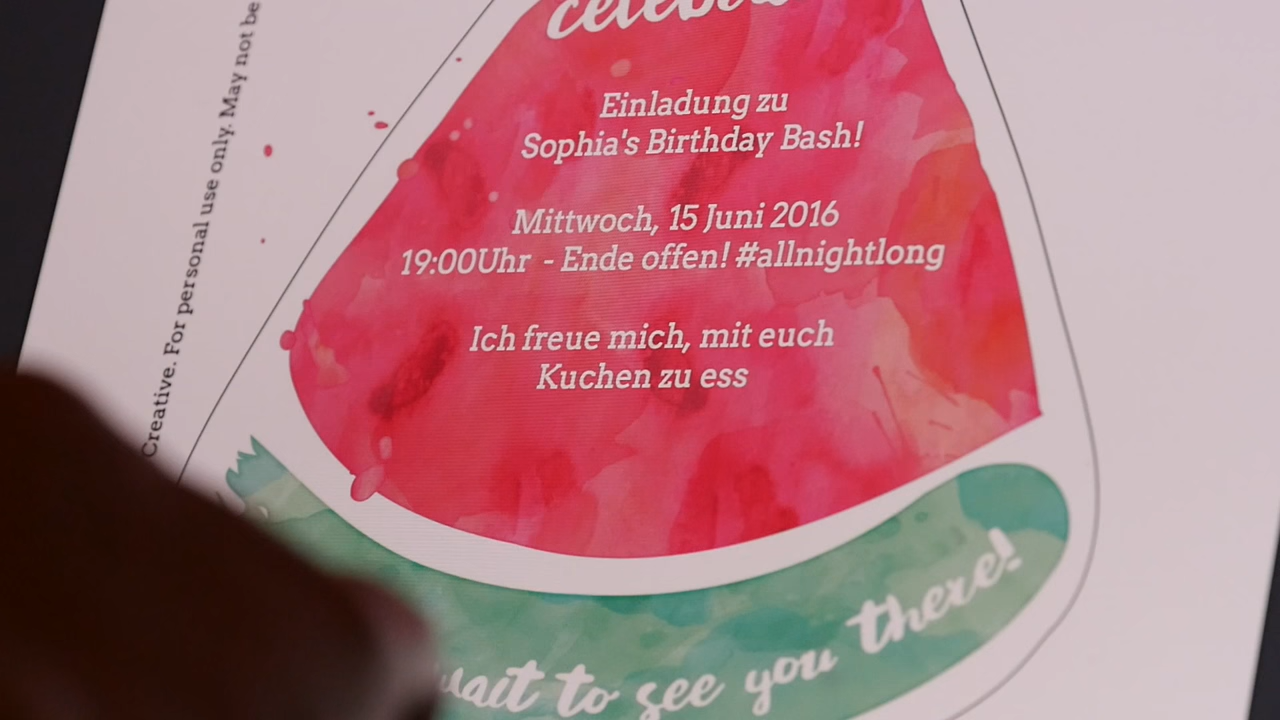 Einladung zu
Sophia's Birthday Bash!
Mittwoch, 15 Juni 2016
19:00Uhr - Ende offen! #allnightlong
Ich freue mich, mit euch
Kuchen zu ess
wait to see you there!
Creative. For personal use only. May not be